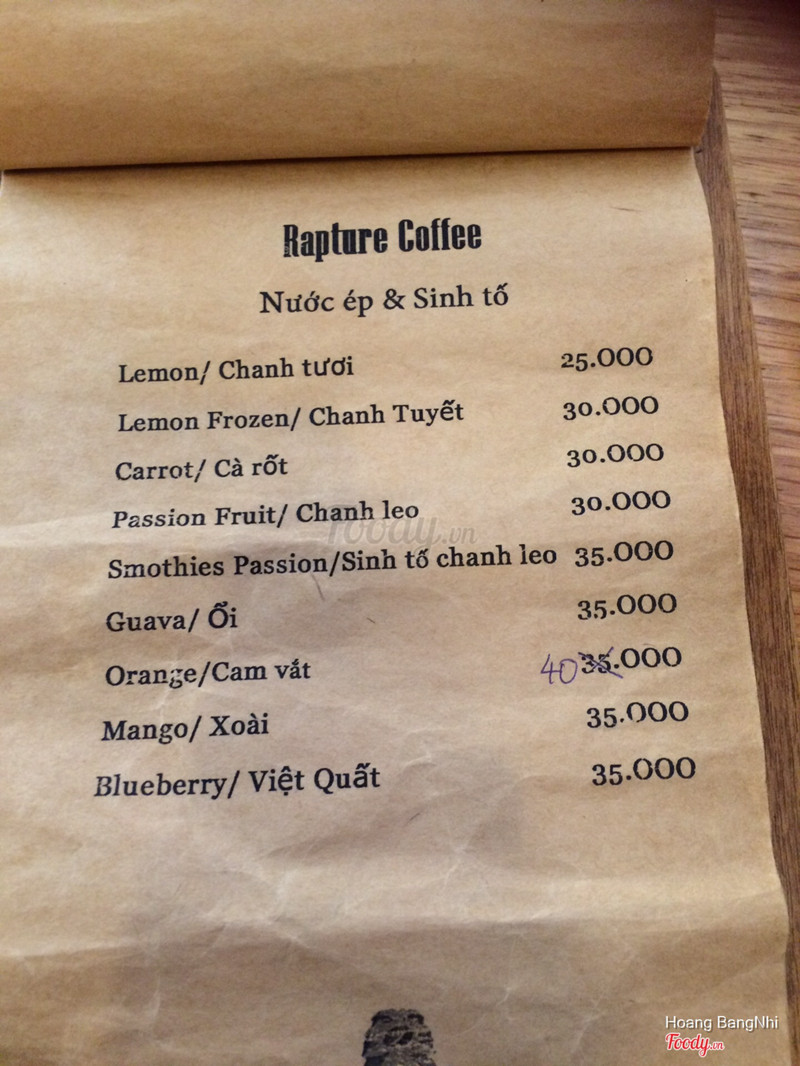 Rapture Coffee
Nước ép & Sinh tố
Lemon/ Chanh tươi 25.000
Lemon Frozen/ Chanh Tuyết 30.000
Carrot/ Cà rốt 30.000
Passion Fruit/ Chanh leo 30.000
Foody.vn
Smothies Passion/Sinh tố chanh leo 35.000
Guava/ Ổi 35.000
Orange/Cam vắt 40 35.000
Mango/ Xoài 35.000
Blueberry/ Việt Quất 35.000
Hoang BangNhi
Foody.vn